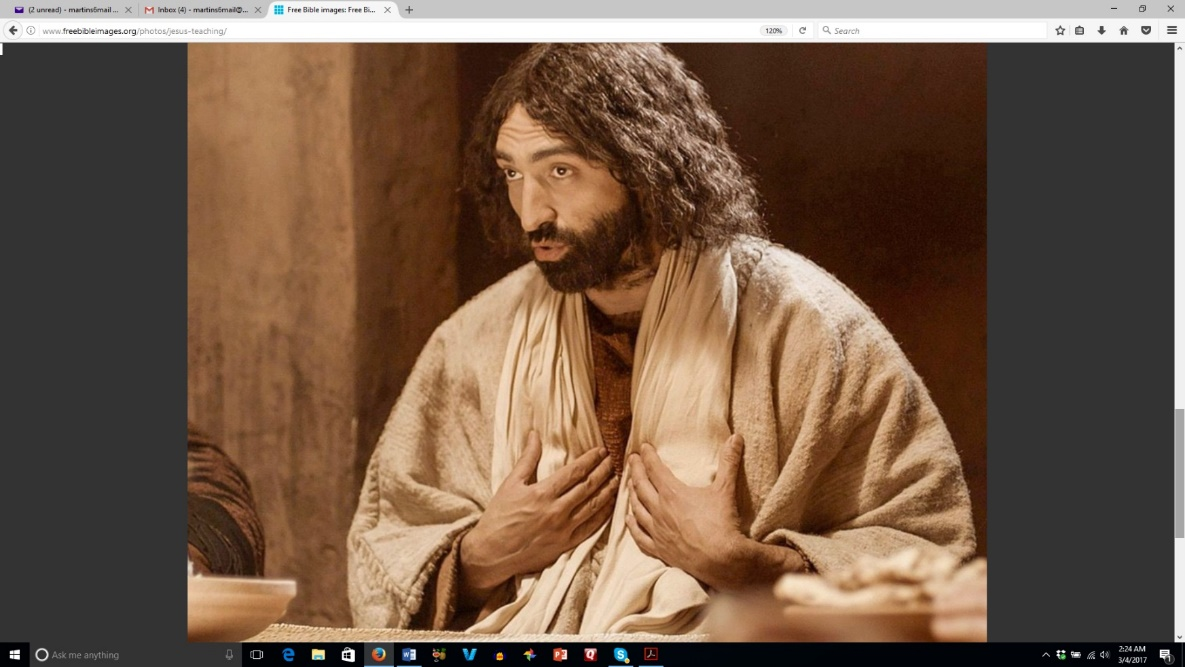 (2 unread) - martins6mail ...
Inbox (4) - martins6mail@...
Free Bible images: Free Bi...
www.freebibleimages.org/photos/jesus-teaching/
120%
Search
Ask me anything
2:24 AM
3/4/2017